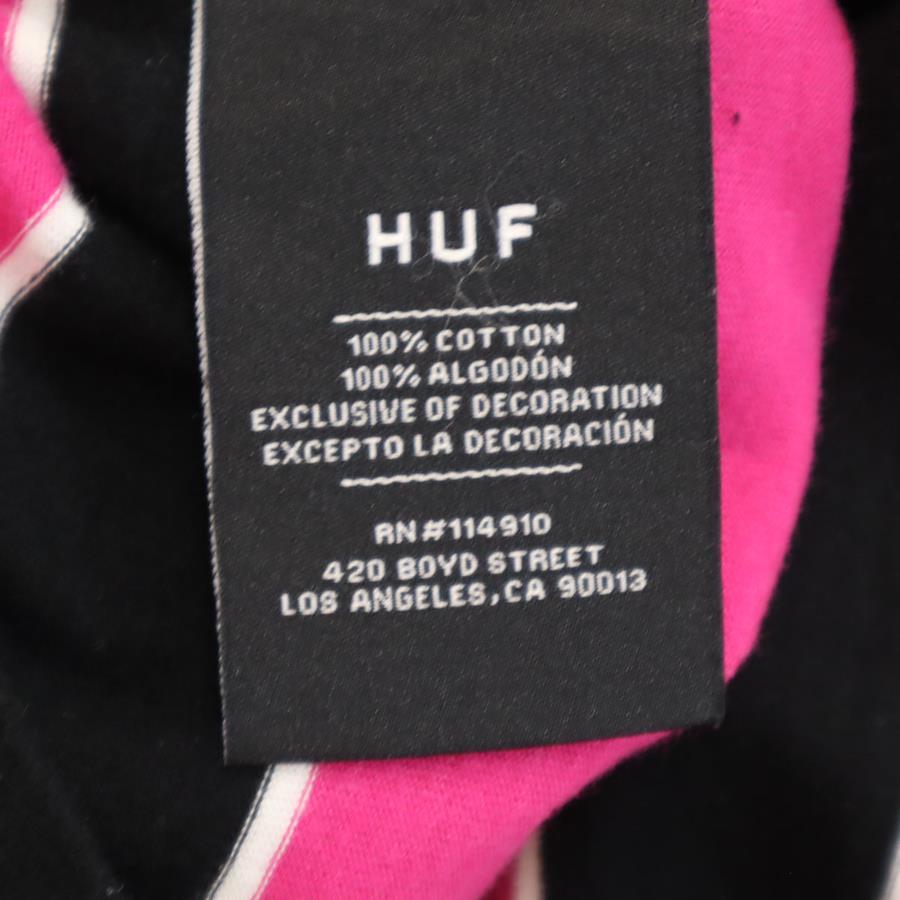 HUF
100% COTTON
100% ALGODÓN
EXCLUSIVE OF DECORATION
EXCEPTO LA DECORACIÓN
RN#114910
420 BOYD STREET
LOS ANGELES,CA 90013